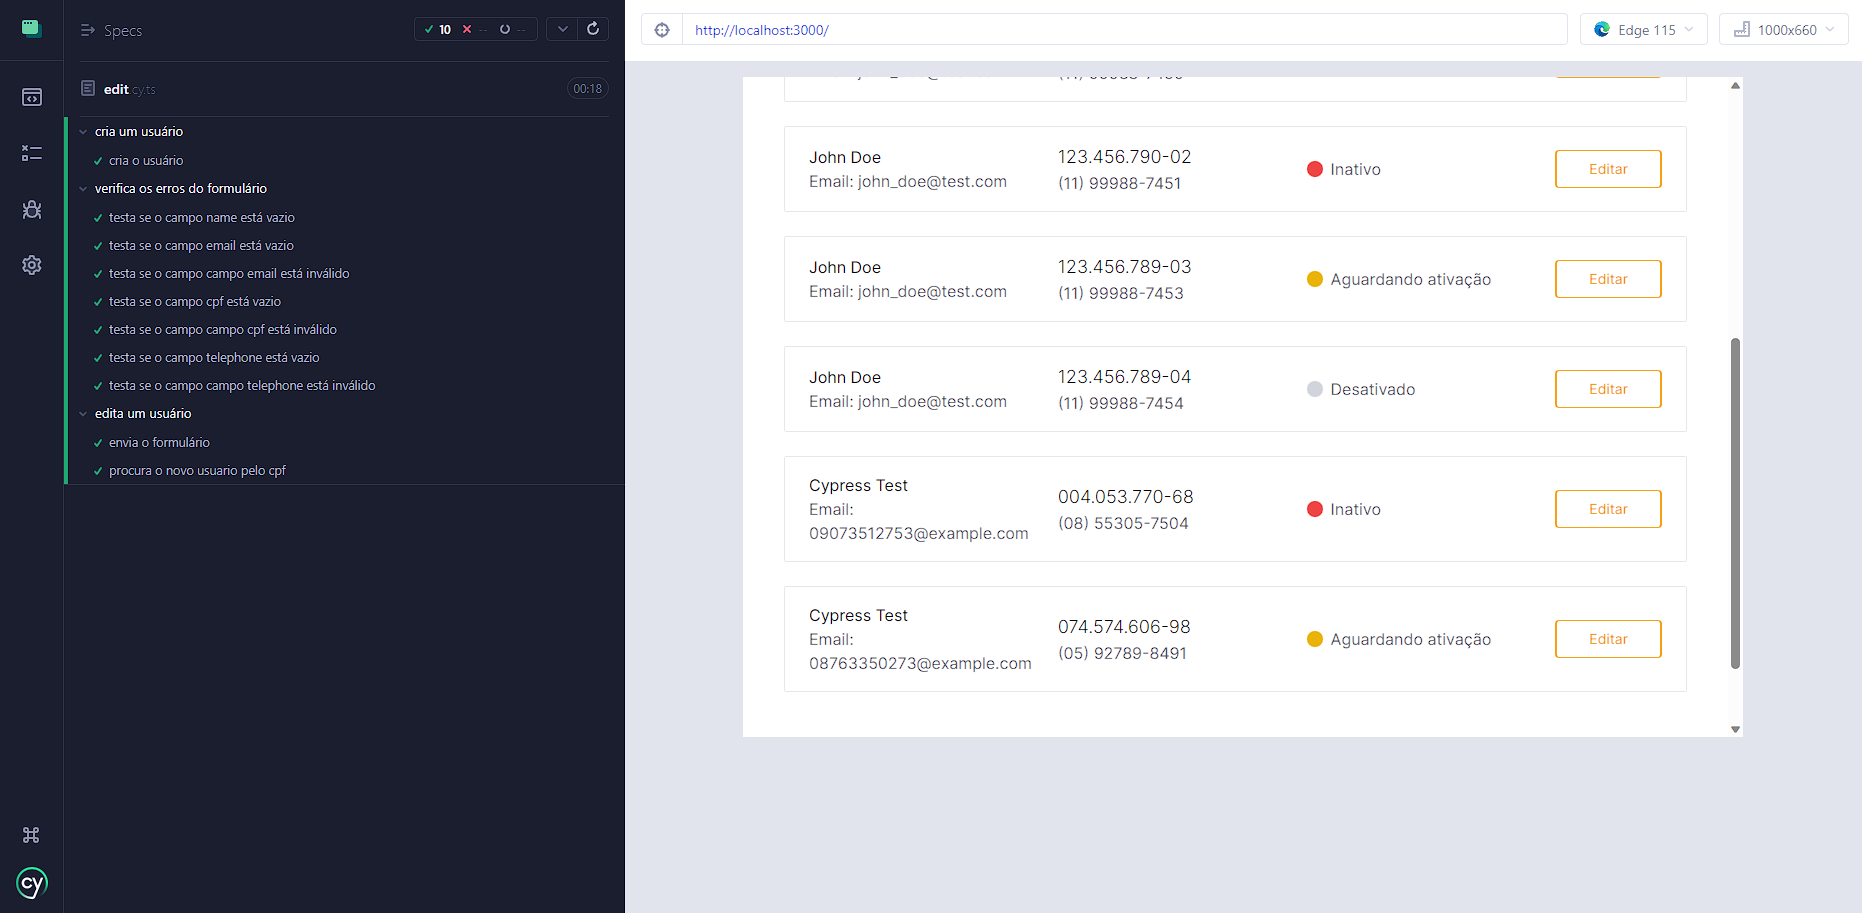 Specs
10
--
--
edit.cy.ts
00:18
cria um usuário
cria o usuário
verifica os erros do formulário
testa se o campo name está vazio
testa se o campo email está vazio
testa se o campo campo email está inválido
testa se o campo cpf está vazio
testa se o campo campo cpf está inválido
testa se o campo telephone está vazio
testa se o campo campo telephone está inválido
edita um usuário
envia o formulário
procura o novo usuario pelo cpf
cy
http://localhost:3000/
Edge 115
1000x660
John Doe
Email: john_doe@test.com
123.456.790-02
(11) 99988-7451
Inativo
Editar
John Doe
Email: john_doe@test.com
123.456.789-03
(11) 99988-7453
Aguardando ativação
Editar
John Doe
Email: john_doe@test.com
123.456.789-04
(11) 99988-7454
Desativado
Editar
Cypress Test
Email:
09073512753@example.com
004.053.770-68
(08) 55305-7504
Inativo
Editar
Cypress Test
Email:
08763350273@example.com
074.574.606-98
(05) 92789-8491
Aguardando ativação
Editar